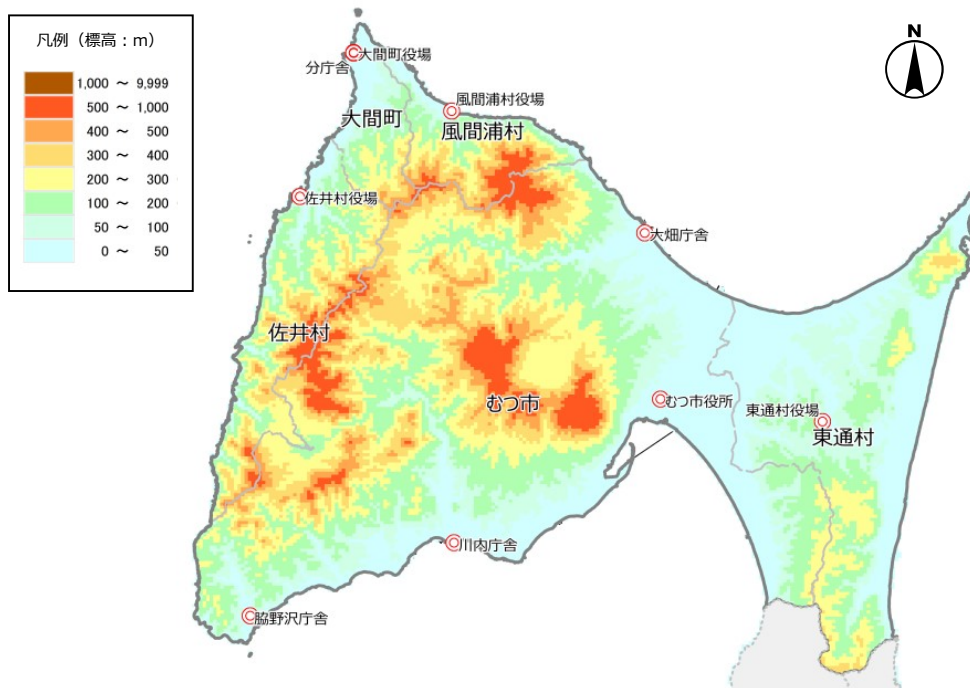 凡例（標高：m）
1,000 ～ 9,999
500 ～ 1,000
400 ～ 500
300 ～ 400
200 ～ 300
100 ～ 200
50 ～ 100
0 ～ 50
N
大間町役場
分庁舎
風間浦村役場
大間町
風間浦村
佐井村役場
大畑庁舎
佐井村
むつ市
むつ市役所
東通村役場
東通村
川内庁舎
脇野沢庁舎